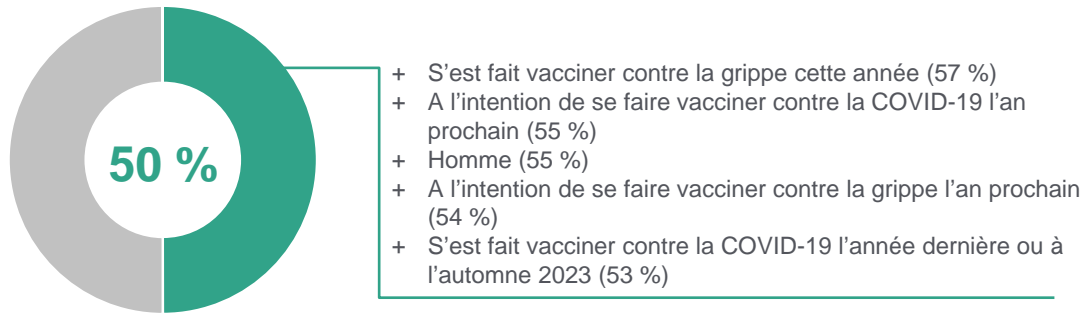 50 %
+ S'est fait vacciner contre la grippe cette année (57 %)
+ A l'intention de se faire vacciner contre la COVID-19 l'an
prochain (55 %)
+ Homme (55 %)
+ A l'intention de se faire vacciner contre la grippe l'an prochain
(54 %)
+ S'est fait vacciner contre la COVID-19 l'année dernière ou à
l'automne 2023 (53 %)